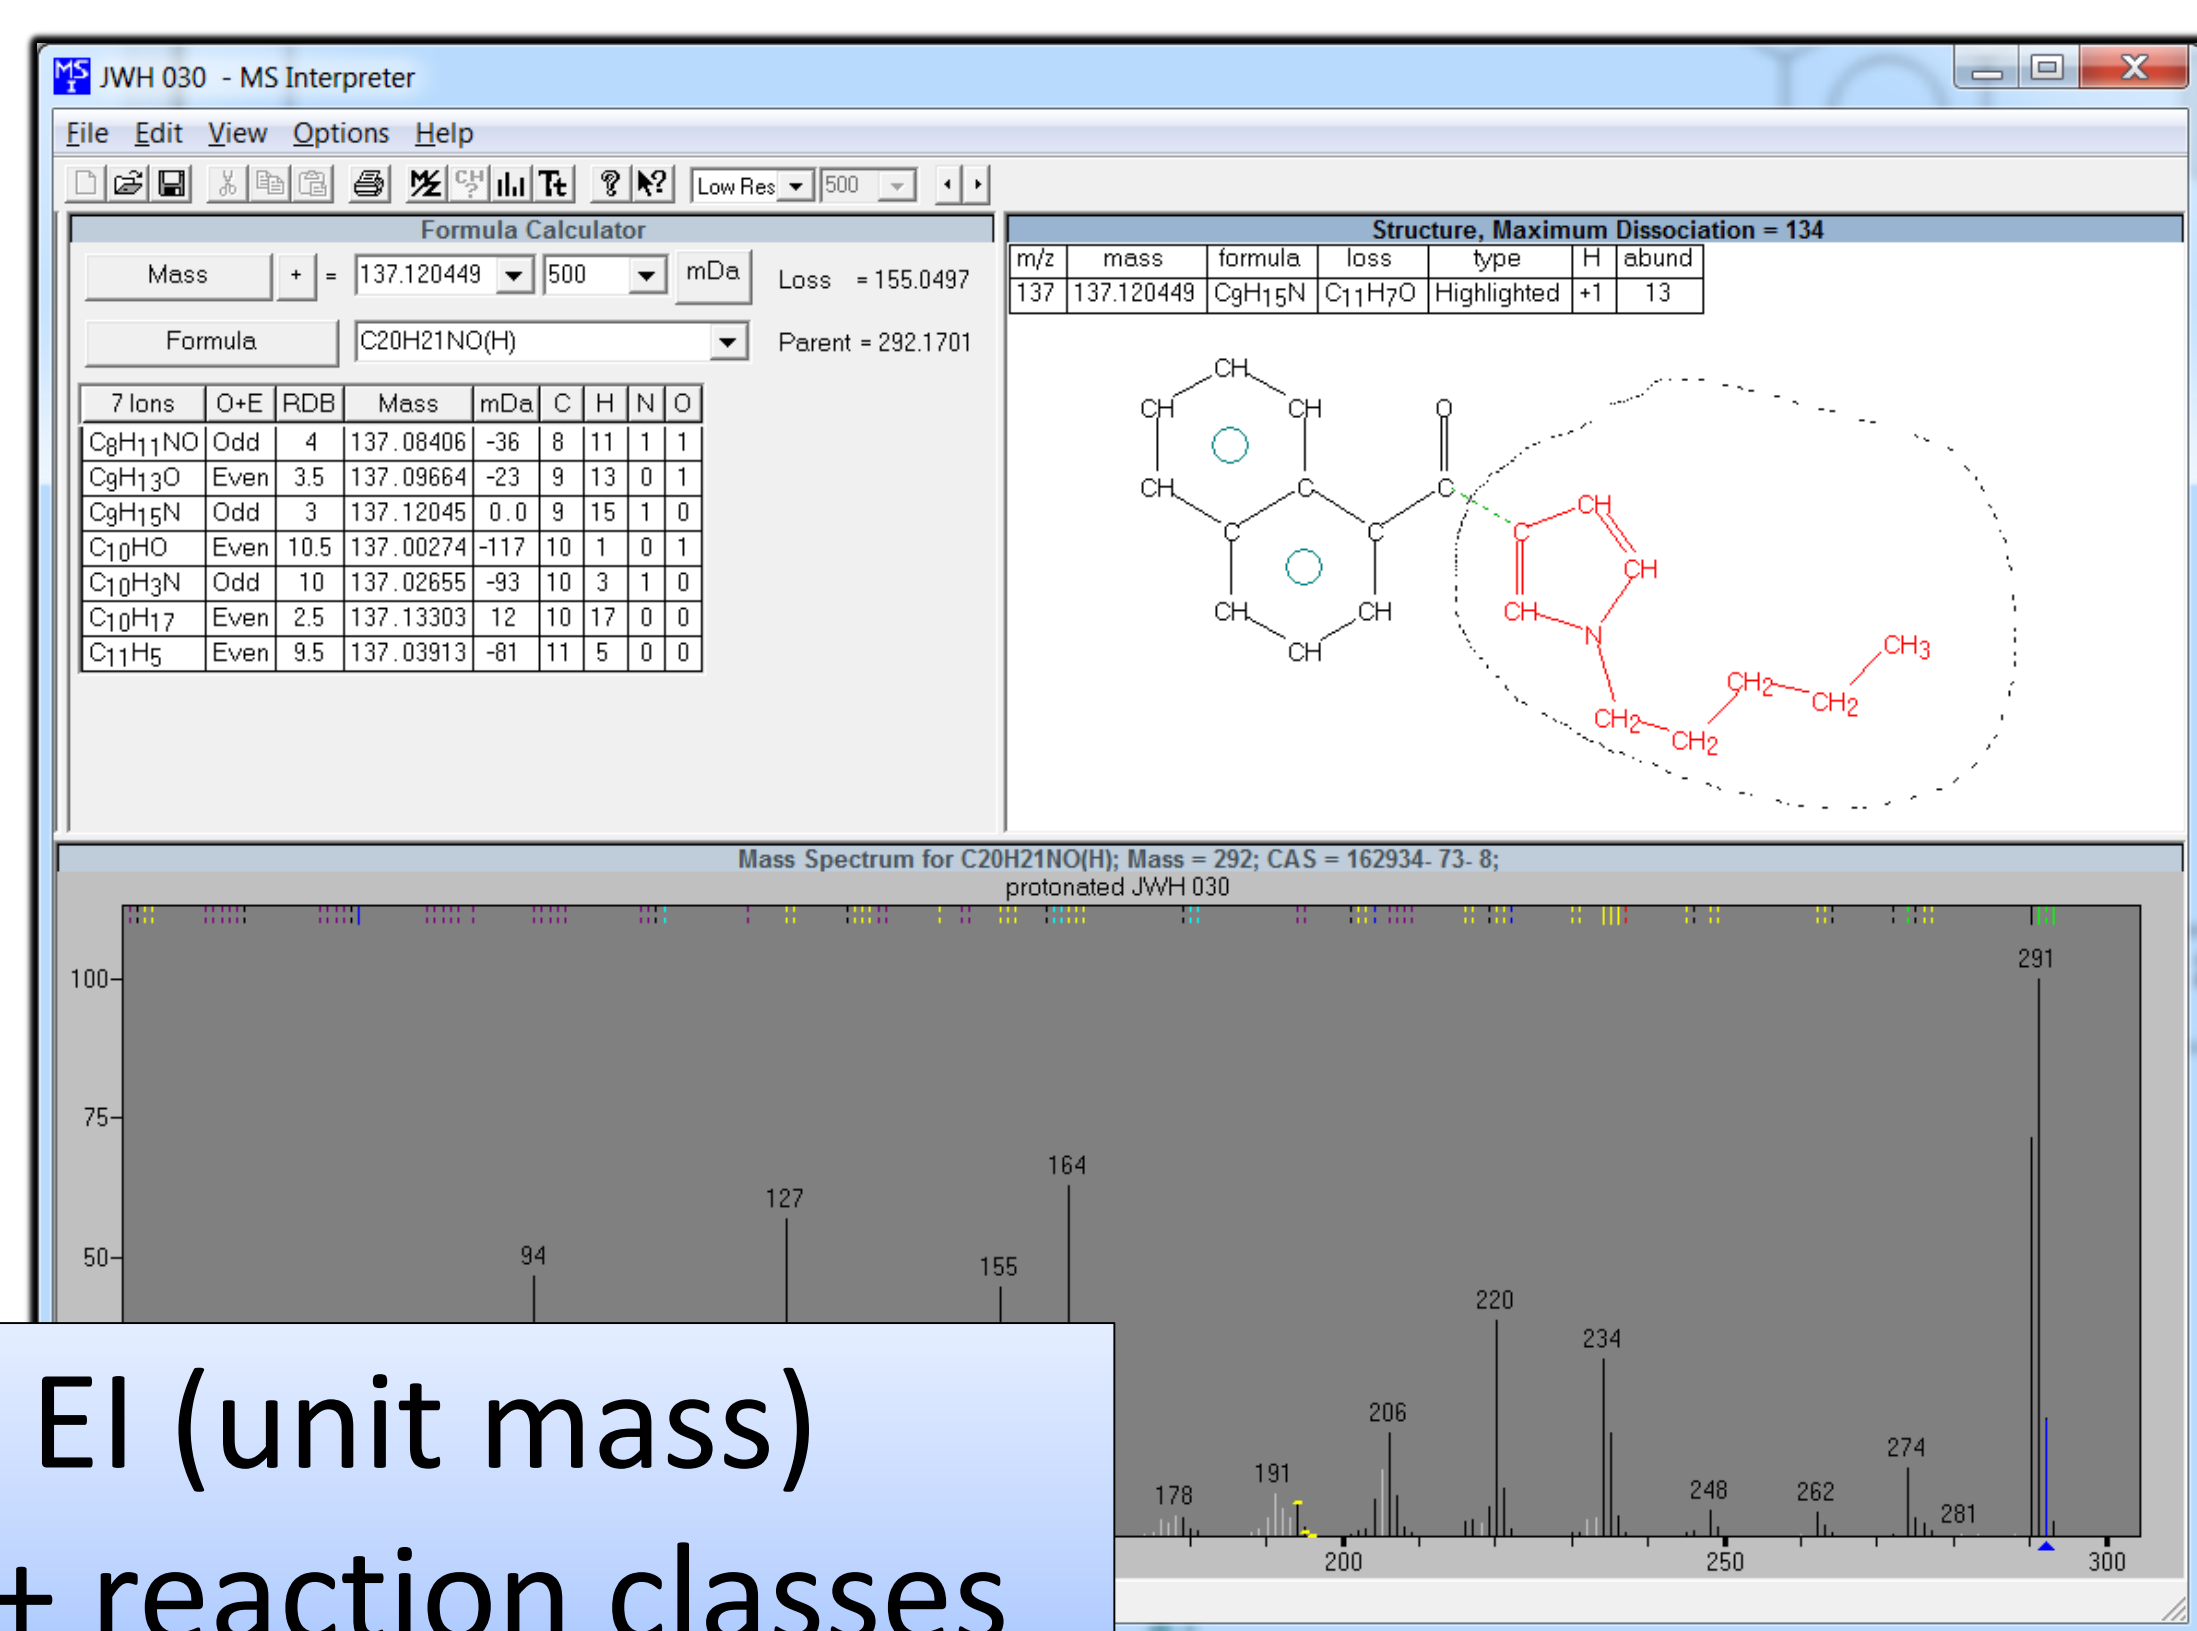 MS I JWH 030 - MS Interpreter
File Edit View Options Help
Low Res 500
Formula Calculator
Mass + = 137.120449 500 mDa Loss = 155.0497
Formula C20H21NO(H) Parent = 292.1701
7 Ions O+E RDB Mass mDa C H N O
C8H11NO Odd 4 137.08406 -36 8 11 1 1
C9H13O Even 3.5 137.09664 -23 9 13 0 1
C9H15N Odd 3 137.12045 0.0 9 15 1 0
C10HO Even 10.5 137.00274 -117 10 1 0 1
C10H3N Odd 10 137.02655 -93 10 3 1 0
C10H17 Even 2.5 137.13303 12 10 17 0 0
C11H5 Even 9.5 137.03913 -81 11 5 0 0
Structure, Maximum Dissociation = 134
m/z mass formula loss type H abund
137 137.120449 C9H15N C11H7O Highlighted +1 13
CH
CH CH O
CH C C CH
C C C CH
CH CH CH N CH3
CH CH2 CH2
CH2 CH2
Mass Spectrum for C20H21NO(H); Mass = 292; CAS = 162934- 73- 8;
protonated JWH 030
291
100
75
164
127
94
50
155
220
234
206
274
191
248
262
178
281
200 250 300
EI (unit mass)
+ reaction classes